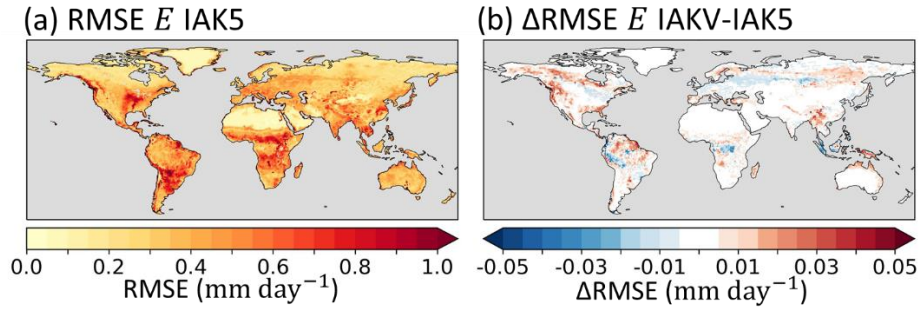 (a) RMSE E IAK5
(b) ΔRMSE E IAKV-IAK5
0.0 0.2 0.4 0.6 0.8 1.0
RMSE (mm day⁻¹)
-0.05 -0.03 -0.01 0.01 0.03 0.05
ΔRMSE (mm day⁻¹)